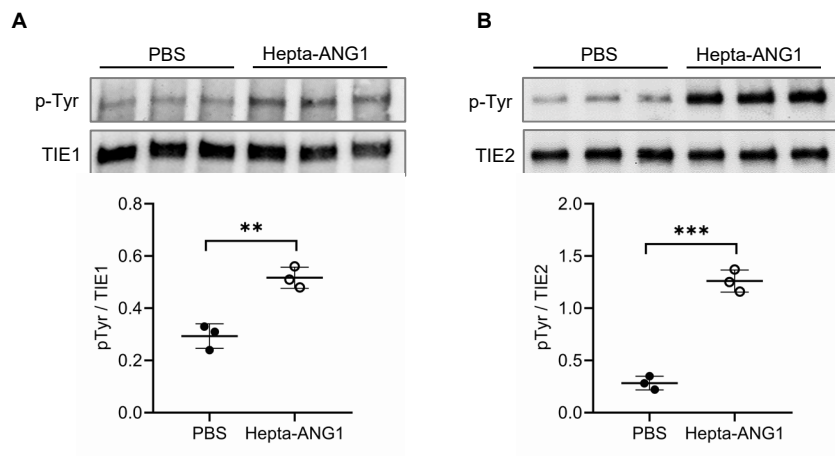 A
PBS Hepta-ANG1
p-Tyr
TIE1
0.8
0.6
0.4
0.2
0.0
pTyr / TIE1
**
PBS Hepta-ANG1
B
PBS Hepta-ANG1
p-Tyr
TIE2
2.0
1.5
1.0
0.5
0.0
pTyr / TIE2
***
PBS Hepta-ANG1